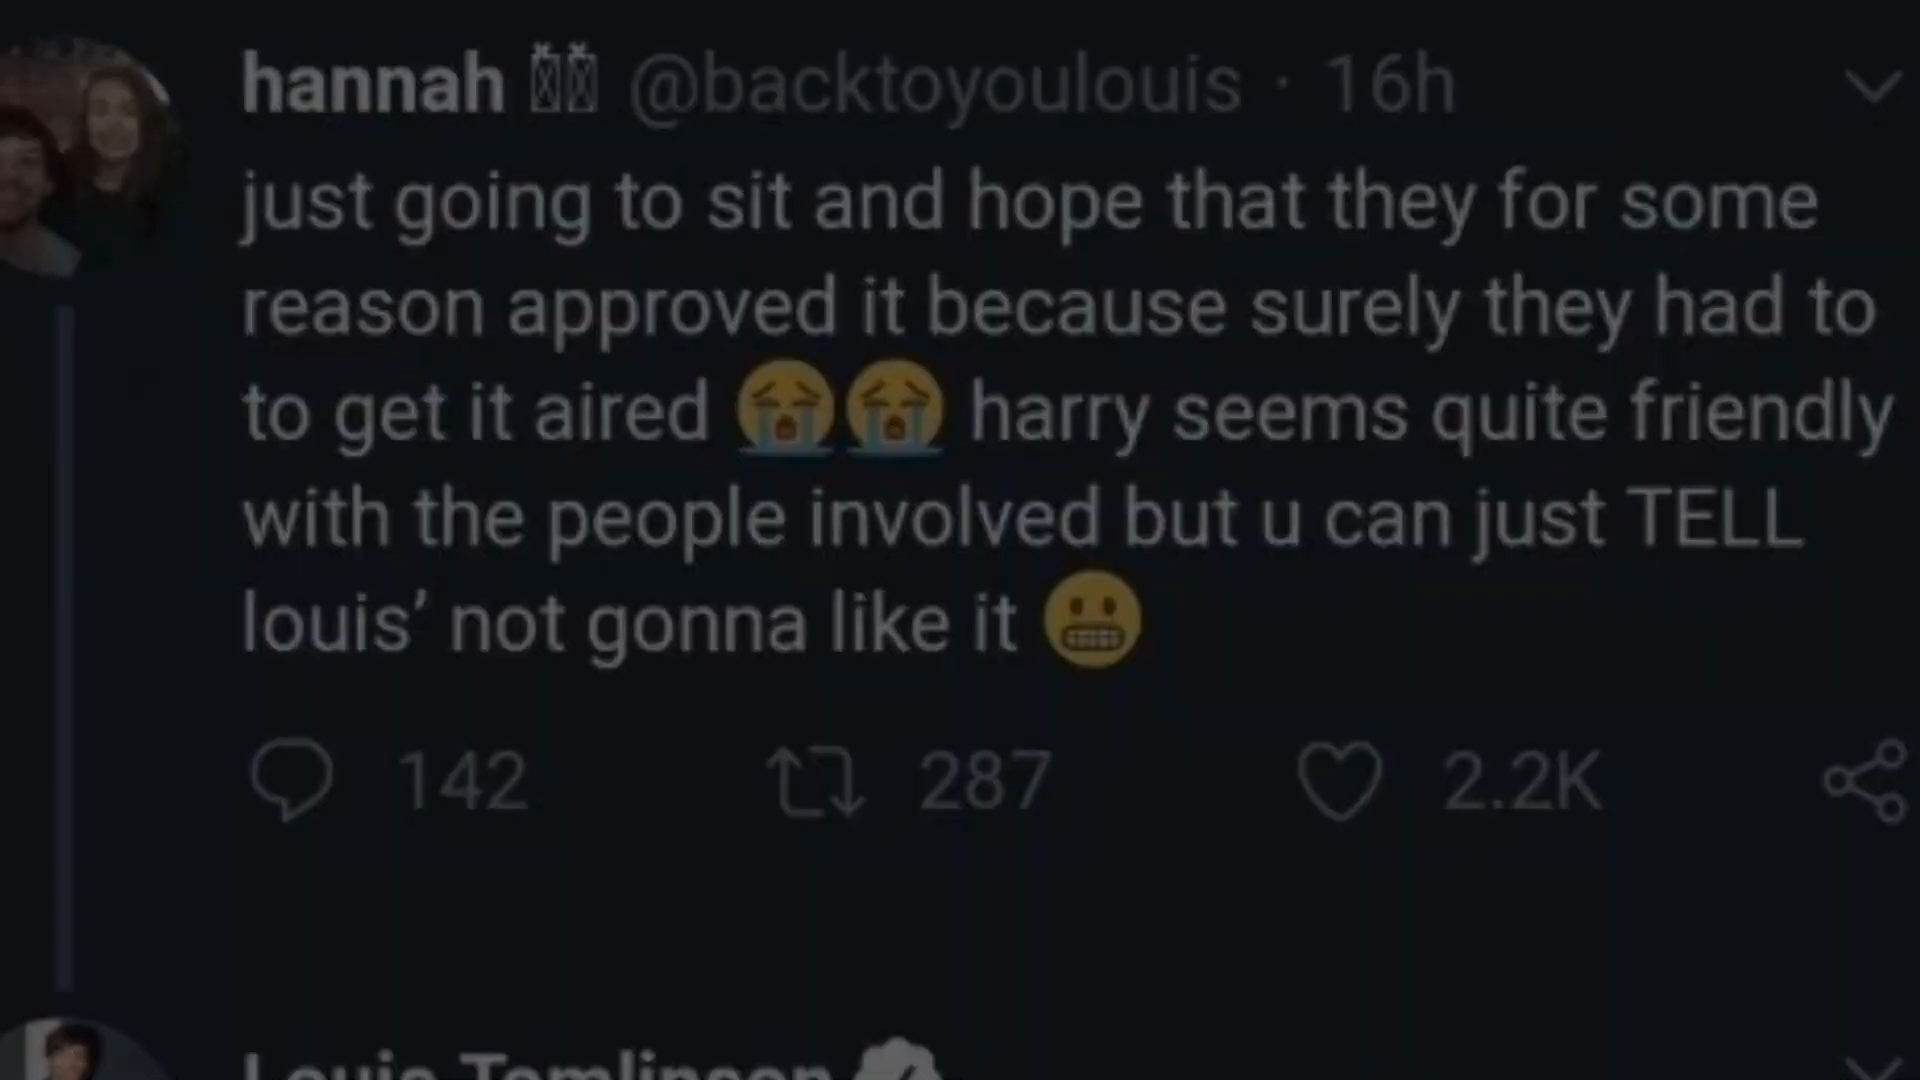 hannah @backtoyoulouis · 16h
just going to sit and hope that they for some
reason approved it because surely they had to
to get it aired 😭😭 harry seems quite friendly
with the people involved but u can just TELL
louis’ not gonna like it 😬
142 287 2.2K
Louis Tomlinson